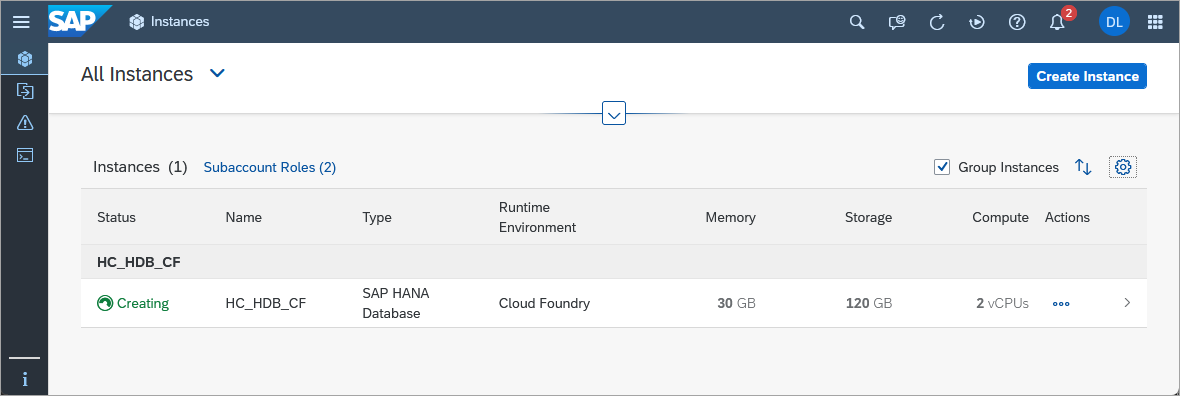 SAP Instances 2 DL
All Instances
Create Instance
Instances (1) Subaccount Roles (2) Group Instances
Status Name Type Runtime Environment Memory Storage Compute Actions
HC_HDB_CF
Creating HC_HDB_CF SAP HANA Database Cloud Foundry 30 GB 120 GB 2 vCPUs
i